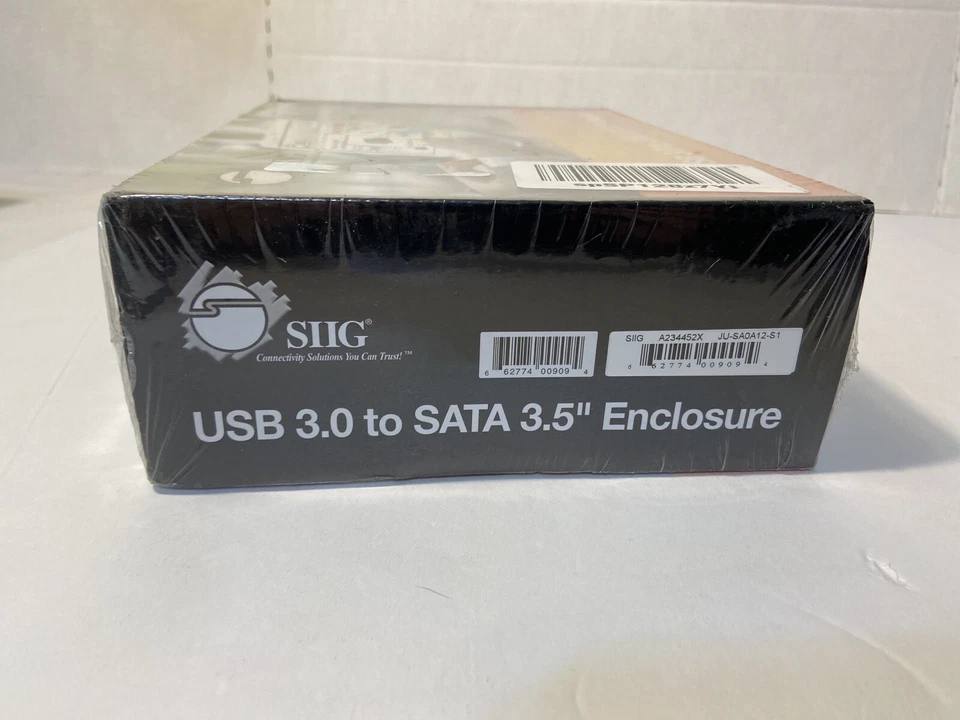 SIIG®
Connectivity Solutions You Can Trust!™
6 62774 00909 4
SIIG A234452X JU-SA0A12-S1
6 62774 00909 4
USB 3.0 to SATA 3.5" Enclosure